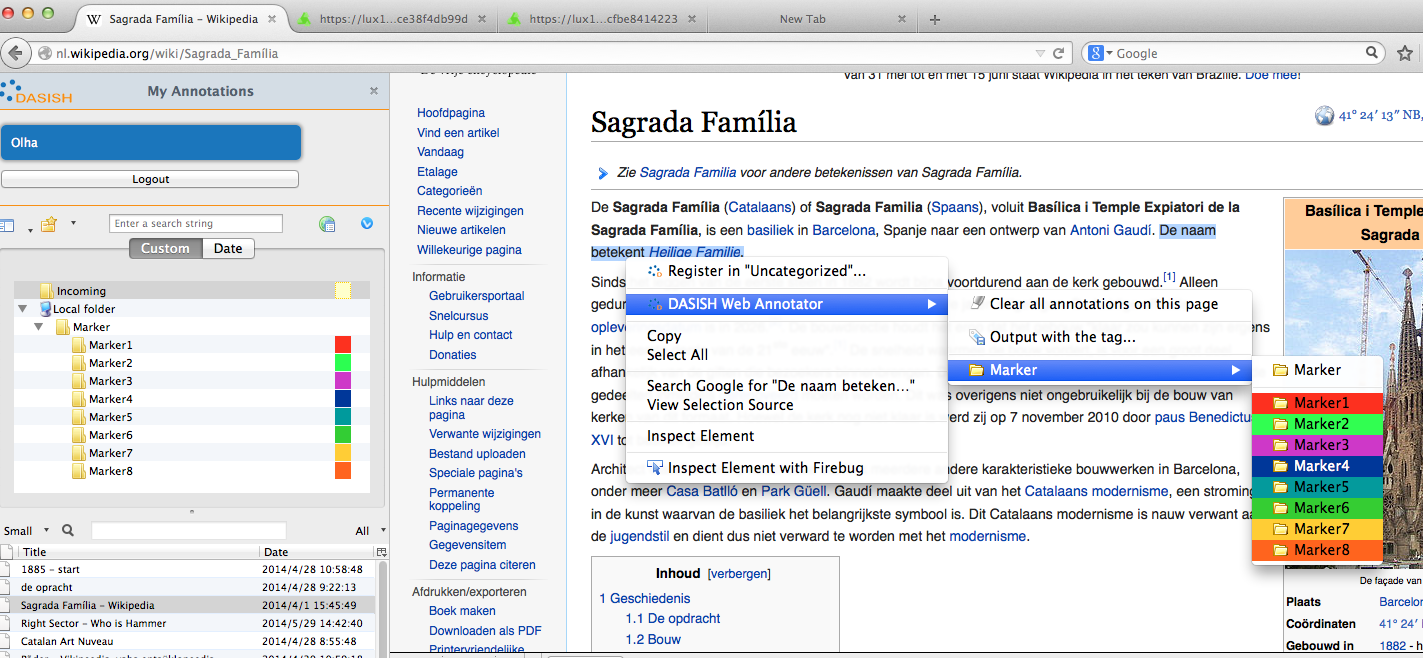 Sagrada Família – Wikipedia
https://lux1...ce38f4db99d
https://lux1...cfbe8414223
New Tab
nl.wikipedia.org/wiki/Sagrada_Família
Google
DASISH
My Annotations
Olha
Logout
Enter a search string
Custom
Date
Incoming
Local folder
Marker
Marker1
Marker2
Marker3
Marker4
Marker5
Marker6
Marker7
Marker8
Small
All
Title
Date
1885 - start
2014/4/28 10:58:48
de opracht
2014/4/28 9:22:13
Sagrada Família – Wikipedia
2014/4/1 15:45:49
Right Sector – Who is Hammer
2014/5/29 14:42:40
Catalan Art Nuveau
2014/4/28 8:55:48
Hoofdpagina
Vind een artikel
Vandaag
Etalage
Categorieën
Recente wijzigingen
Nieuwe artikelen
Willekeurige pagina
Informatie
Gebruikersportaal
Snelcursus
Hulp en contact
Donaties
Hulpmiddelen
Links naar deze
pagina
Verwante wijzigingen
Bestand uploaden
Speciale pagina's
Permanente
koppeling
Paginagegevens
Gegevensitem
Deze pagina citeren
Afdrukken/exporteren
Boek maken
Downloaden als PDF
Printervriendelijke
van 31 mei tot en met 15 juni staat Wikipedia in het teken van Brazilië. Doe mee!
Sagrada Família
41° 24′ 13″ NB,
Zie Sagrada Familia voor andere betekenissen van Sagrada Família.
De Sagrada Família (Catalaans) of Sagrada Familia (Spaans), voluit Basílica i Temple Expiatori de la
Sagrada Família, is een basiliek in Barcelona, Spanje naar een ontwerp van Antoni Gaudí. De naam
betekent Heilige Familie.
Sinds voortdurend aan de kerk gebouwd.[1] Alleen
in het
overigens niet ongebruikelijk bij de bouw van
kerke werd zij op 7 november 2010 door paus Benedictu
XVI
andere karakteristieke bouwwerken in Barcelona,
onder meer Casa Batlló en Park Güell. Gaudí maakte deel uit van het Catalaans modernisme, een stroming
in de kunst waarvan de basiliek het belangrijkste symbool is. Dit Catalaans modernisme is nauw verwant aa
de jugendstil en dient dus niet verward te worden met het modernisme.
Inhoud [verbergen]
1 Geschiedenis
1.1 De opdracht
1.2 Bouw
Register in "Uncategorized"...
DASISH Web Annotator
Copy
Select All
Search Google for "De naam beteken..."
View Selection Source
Inspect Element
Inspect Element with Firebug
Clear all annotations on this page
Output with the tag...
Marker
Marker
Marker1
Marker2
Marker3
Marker4
Marker5
Marker6
Marker7
Marker8
Basílica i Temple
Sagrada
De façade van
Plaats
Barcelon
Coördinaten
41° 24′
Gebouwd in
1882 - h